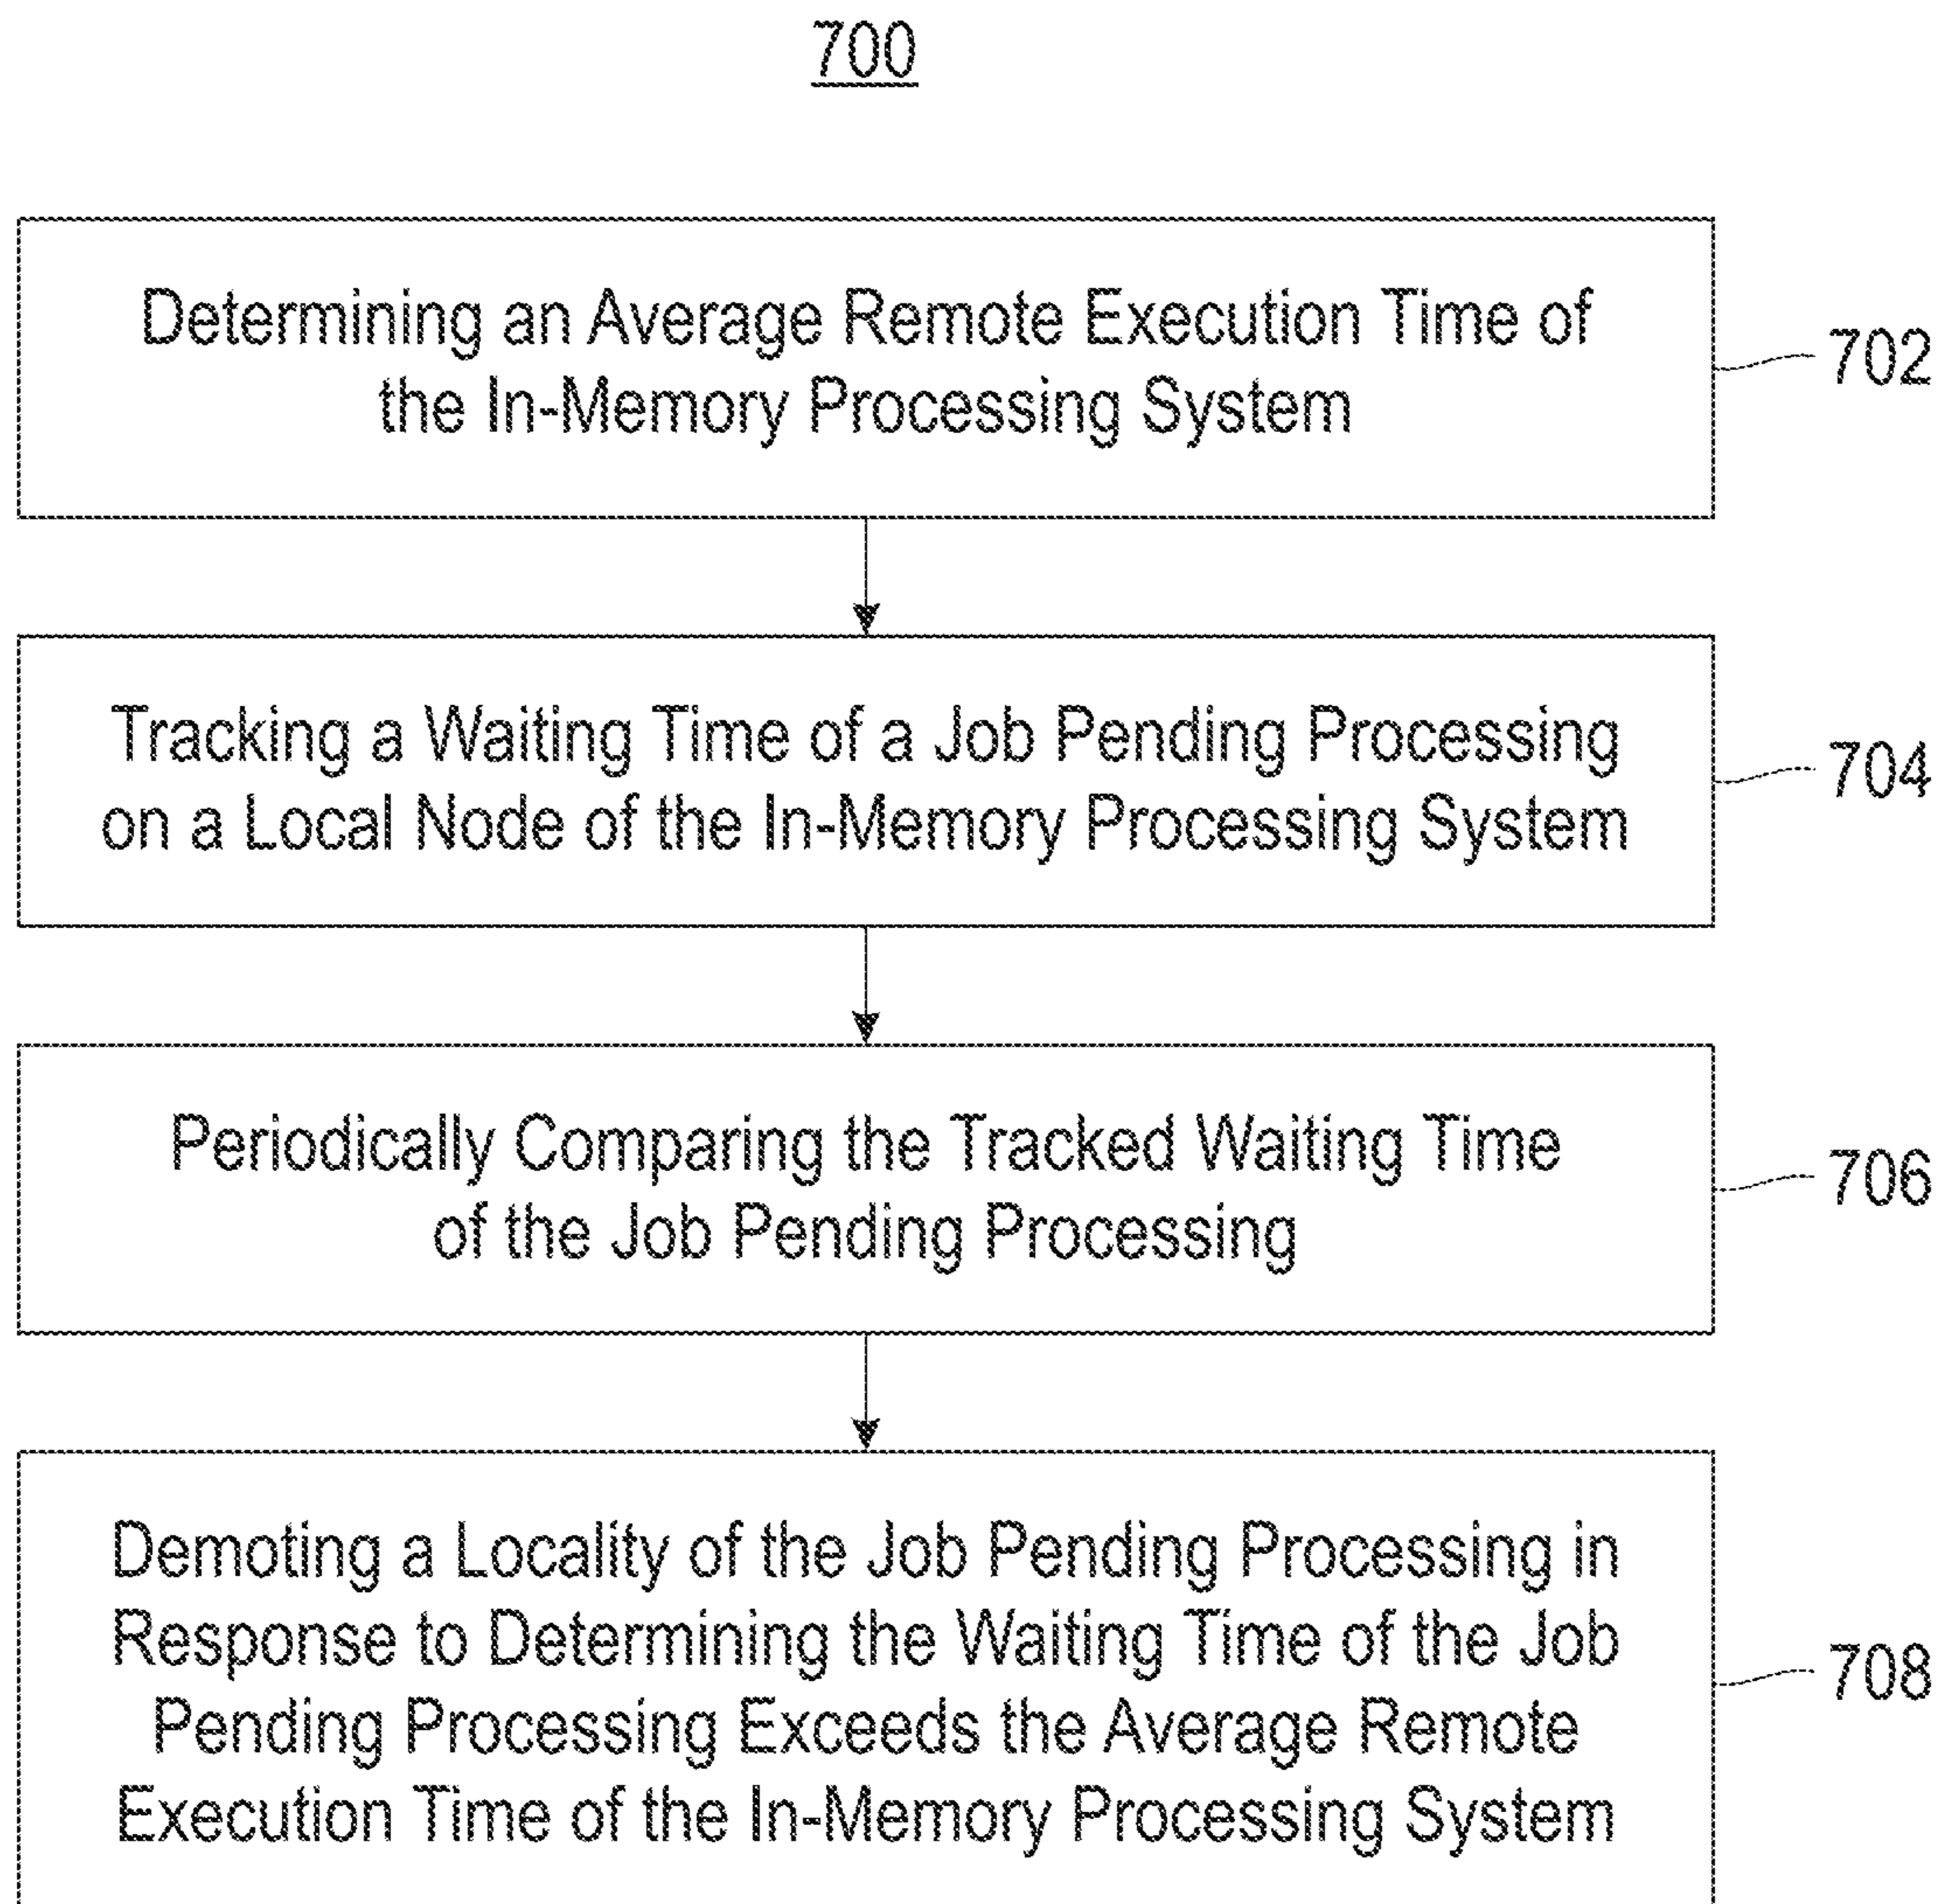 700
Determining an Average Remote Execution Time of
the In-Memory Processing System
702
Tracking a Waiting Time of a Job Pending Processing
on a Local Node of the In-Memory Processing System
704
Periodically Comparing the Tracked Waiting Time
of the Job Pending Processing
706
Demoting a Locality of the Job Pending Processing in
Response to Determining the Waiting Time of the Job
Pending Processing Exceeds the Average Remote
Execution Time of the In-Memory Processing System
708